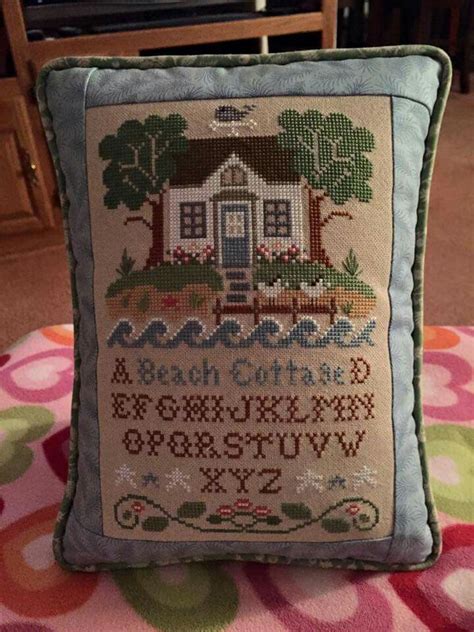 A Beach Cottage D
EFGHIJKLMN
OPQRSTUVW
XYZ